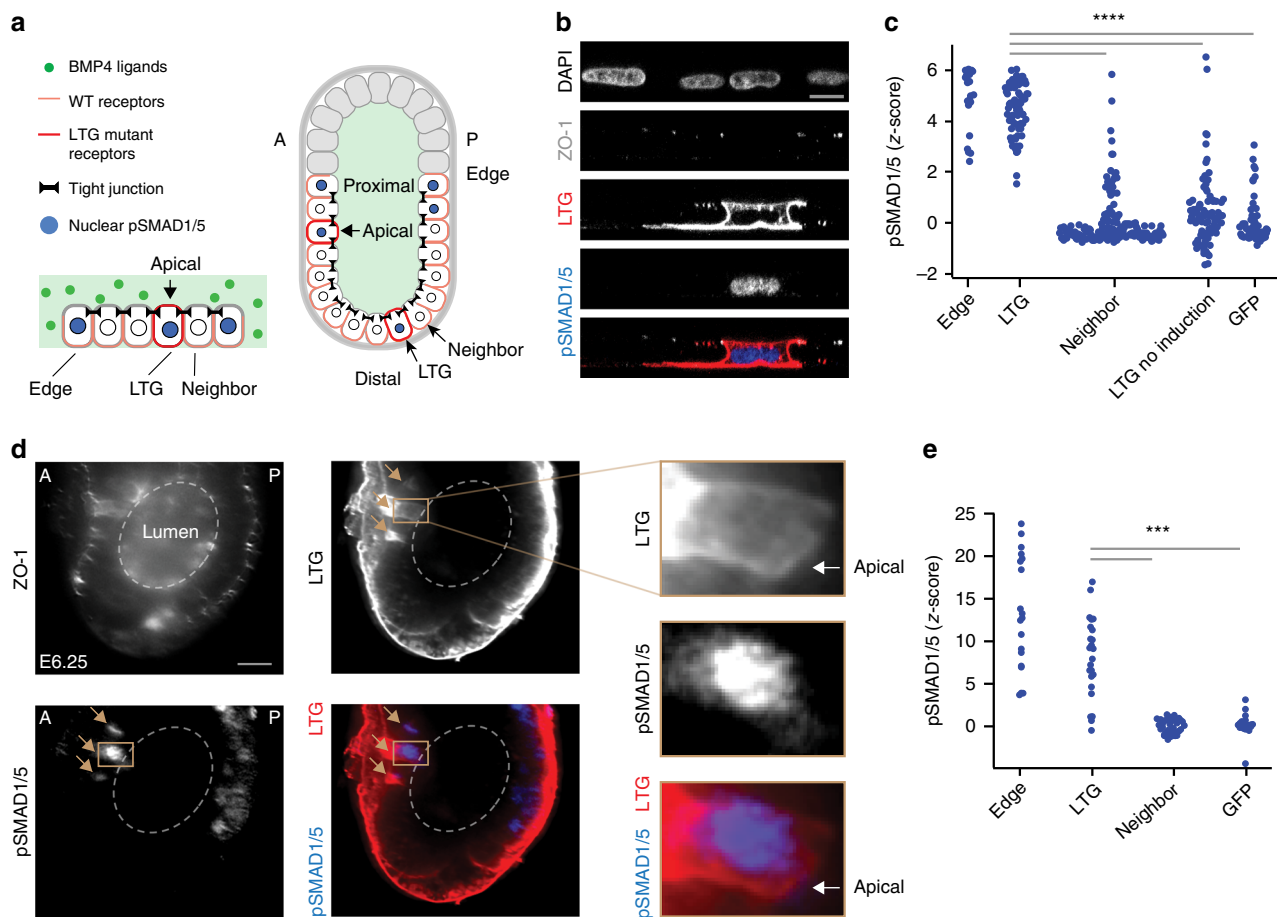 a
BMP4 ligands
WT receptors
LTG mutant
receptors
Tight junction
Nuclear pSMAD1/5
Apical
Edge
LTG
Neighbor
A
P
Edge
Proximal
Apical
Neighbor
LTG
Distal
b
DAPI
ZO-1
LTG
pSMAD1/5
pSMAD1/5
c
****
pSMAD1/5 (z-score)
6
4
2
0
–2
Edge
LTG
Neighbor
LTG no induction
GFP
d
A
P
ZO-1
Lumen
E6.25
LTG
LTG
Apical
pSMAD1/5
A
P
pSMAD1/5
LTG
pSMAD1/5
LTG
pSMAD1/5
Apical
e
***
pSMAD1/5 (z-score)
25
20
15
10
5
0
Edge
LTG
Neighbor
GFP